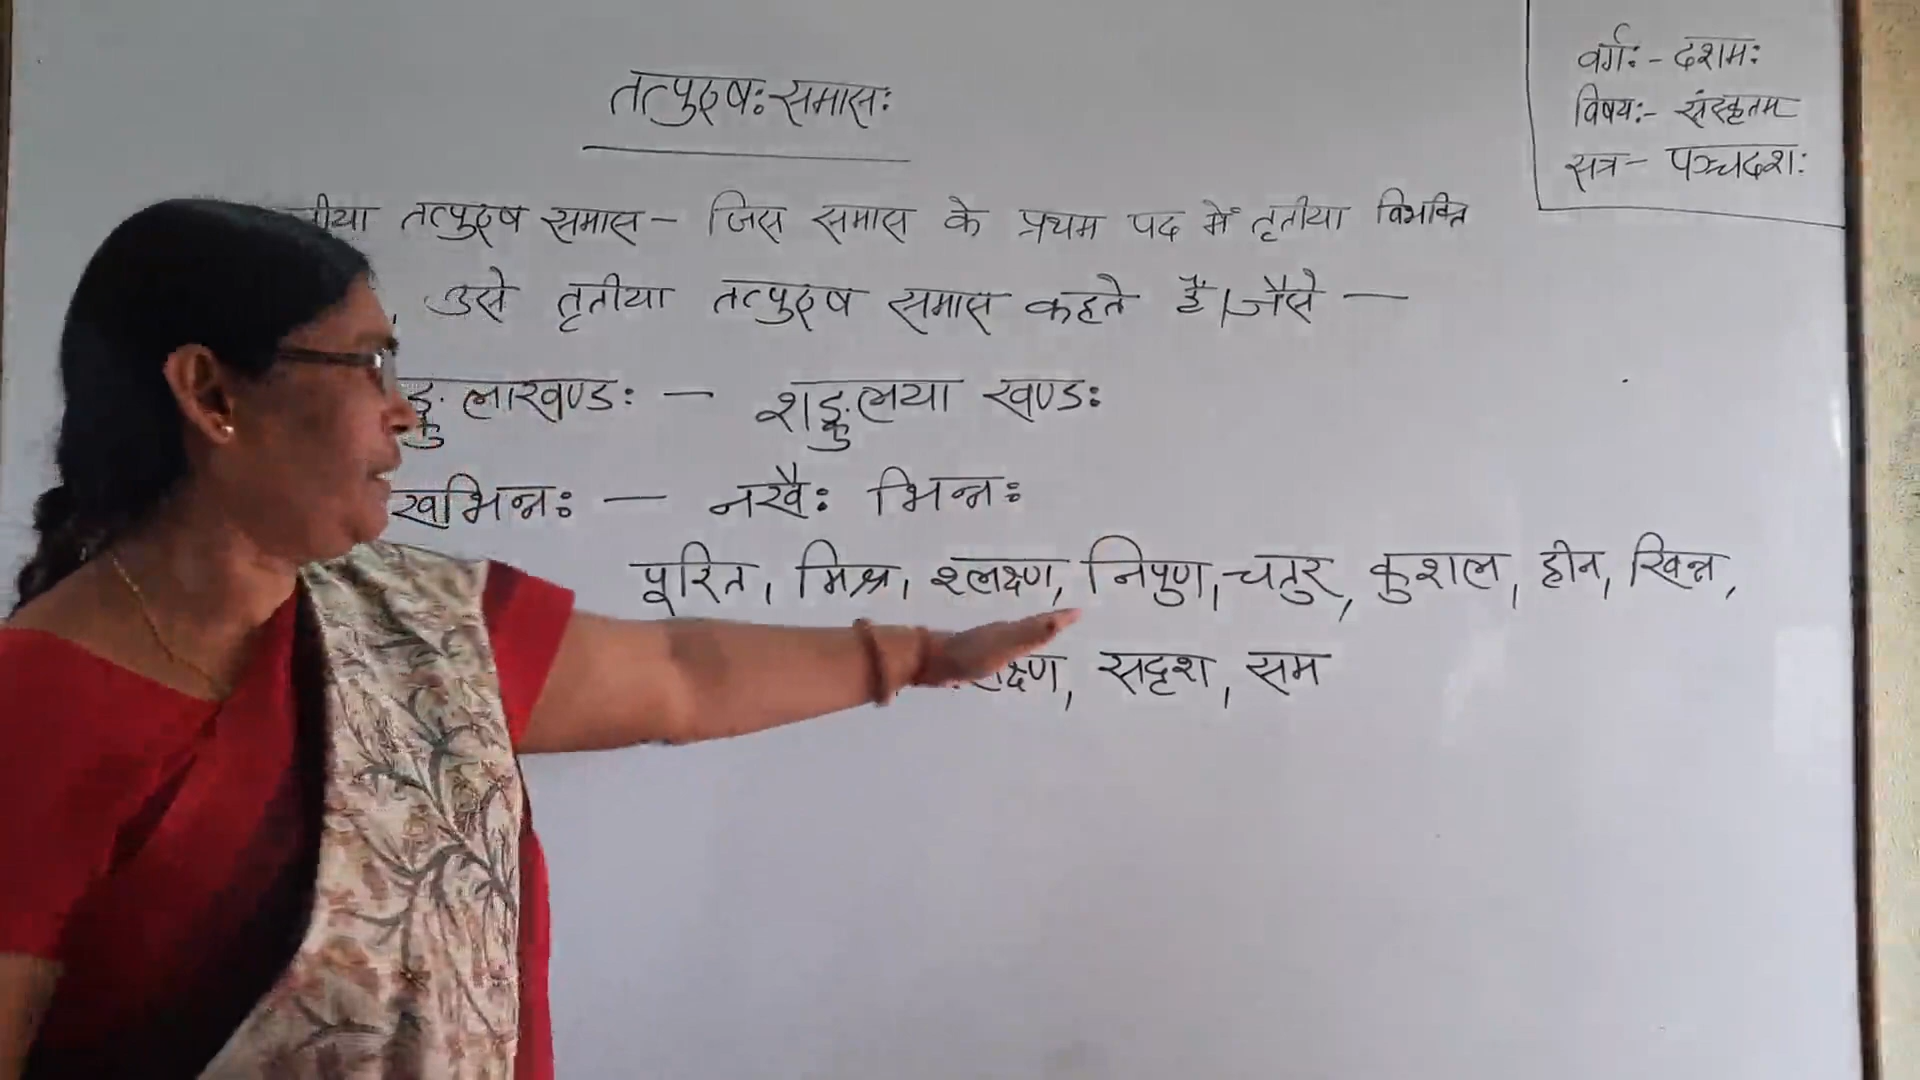 तत्पुरुषः समासः
वर्गः - दशमः
विषयः - संस्कृतम
सत्र - पञ्चदशः
तत्पुरुष समास - जिस समास के प्रथम पद में तृतीया विभक्ति
उसे तृतीया तत्पुरुष समास कहते हैं। जैसे —
ङ्कुलाखण्डः — शङ्कुलया खण्डः
खभिन्नः — नखैः भिन्नः
पूरित, मिश्र, श्लक्ष्ण, निपुण, चतुर, कुशल, हीन, खिन्न,
सदृश, सम